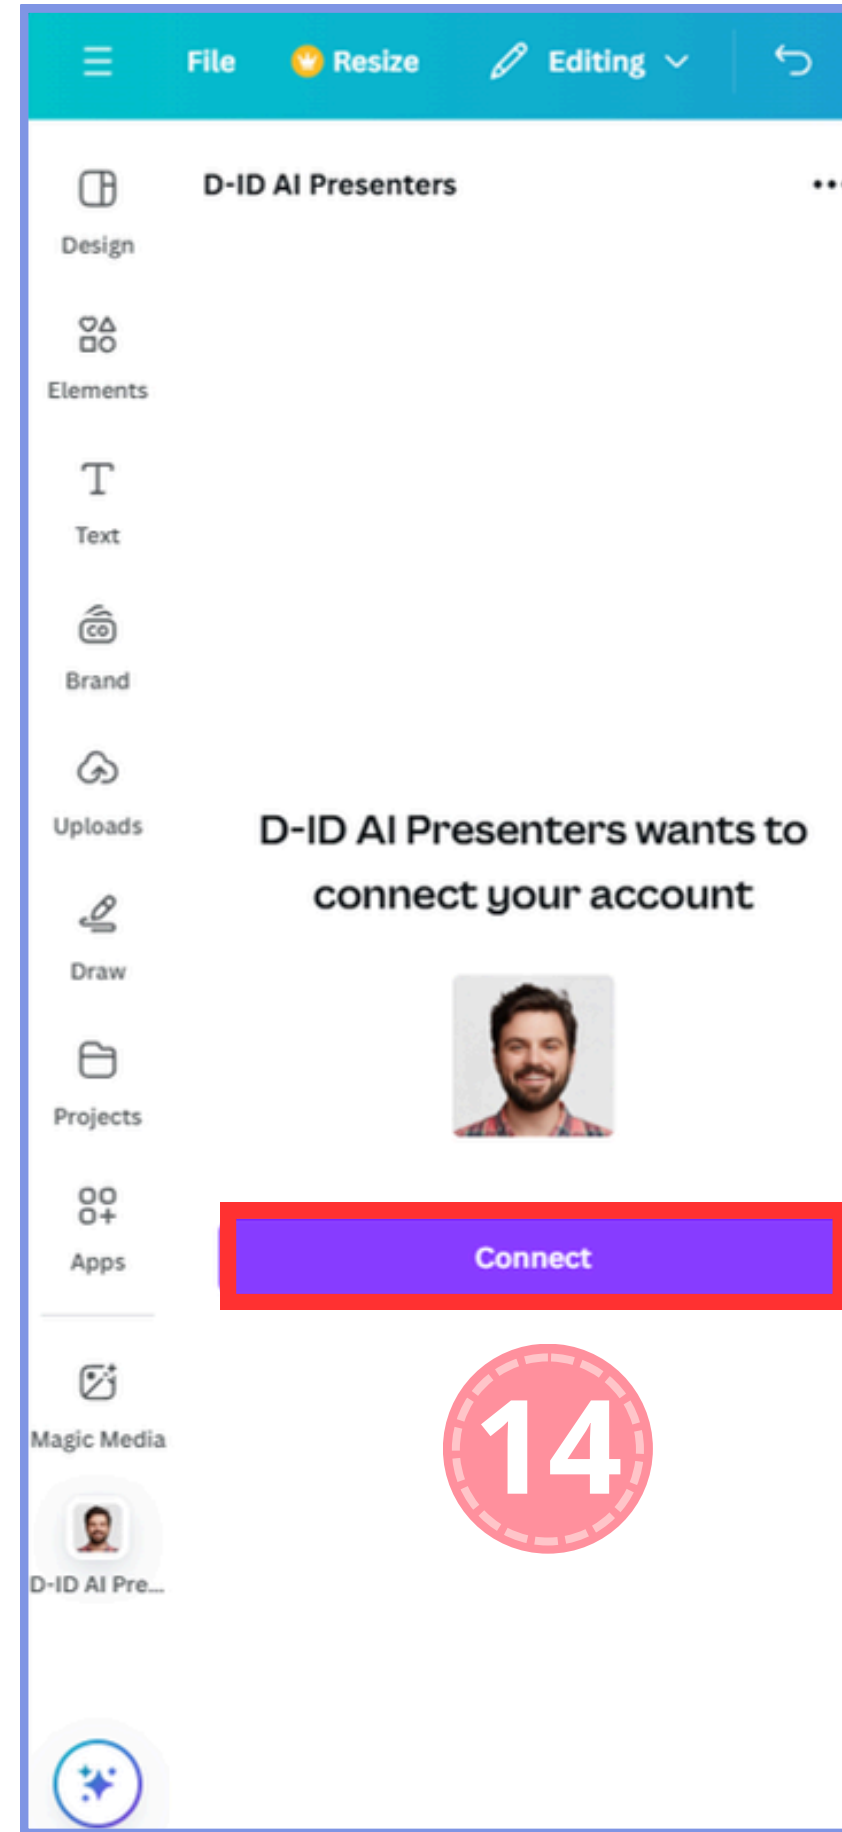 File Resize Editing
D-ID AI Presenters
Design
Elements
Text
CO
Brand
Uploads
Draw
Projects
Apps
Magic Media
D-ID AI Pre...
D-ID AI Presenters wants to
connect your account
Connect
14